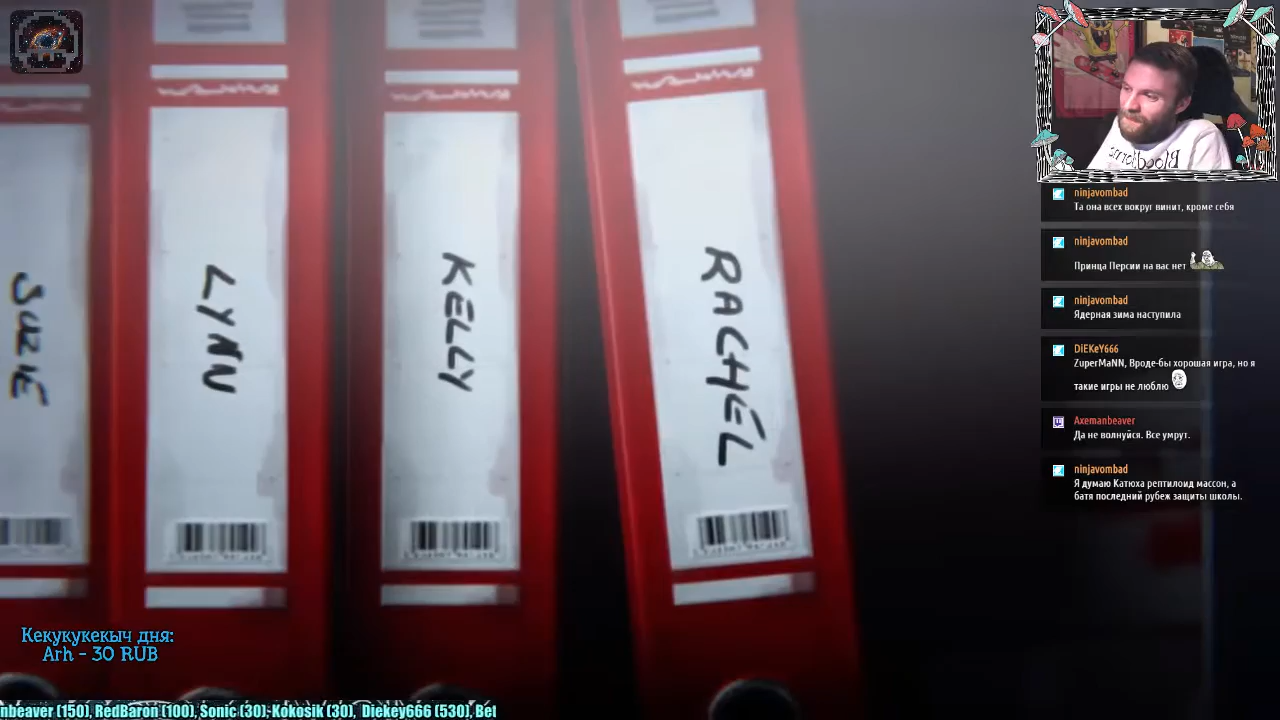 SUZIE
LYNN
KELLY
RACHEL
ninjavombad
Та она всех вокруг винит, кроме себя
ninjavombad
Принца Персии на вас нет
ninjavombad
Ядерная зима наступила
DiEKeY666
ZuperMaNN, Вроде-бы хорошая игра, но я
такие игры не люблю
Axemanbeaver
Да не волнуйся. Все умрут.
ninjavombad
Я думаю Катюха рептилоид массон, а
батя последний рубеж защиты школы.
Кекукукекыч дня:
Arh - 30 RUB
nbeaver (150), RedBaron (100), Sonic (30), Kokosik (30), Diekey666 (530), Bet